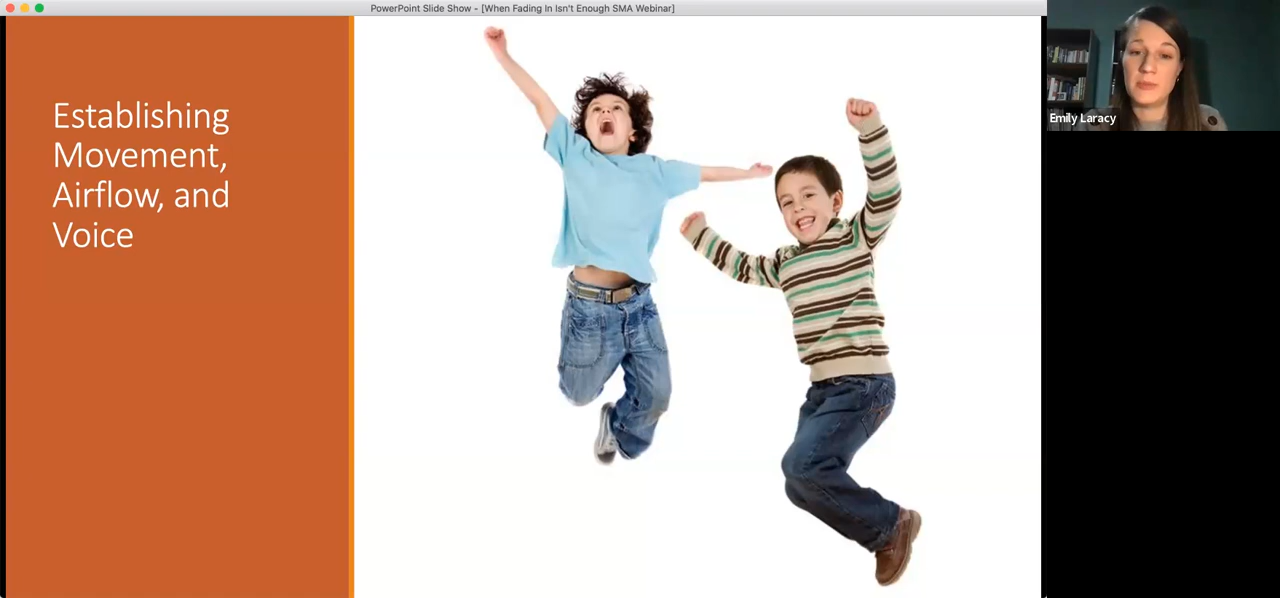 PowerPoint Slide Show - [When Fading In Isn't Enough SMA Webinar]
Establishing
Movement,
Airflow, and
Voice
Emily Laracy